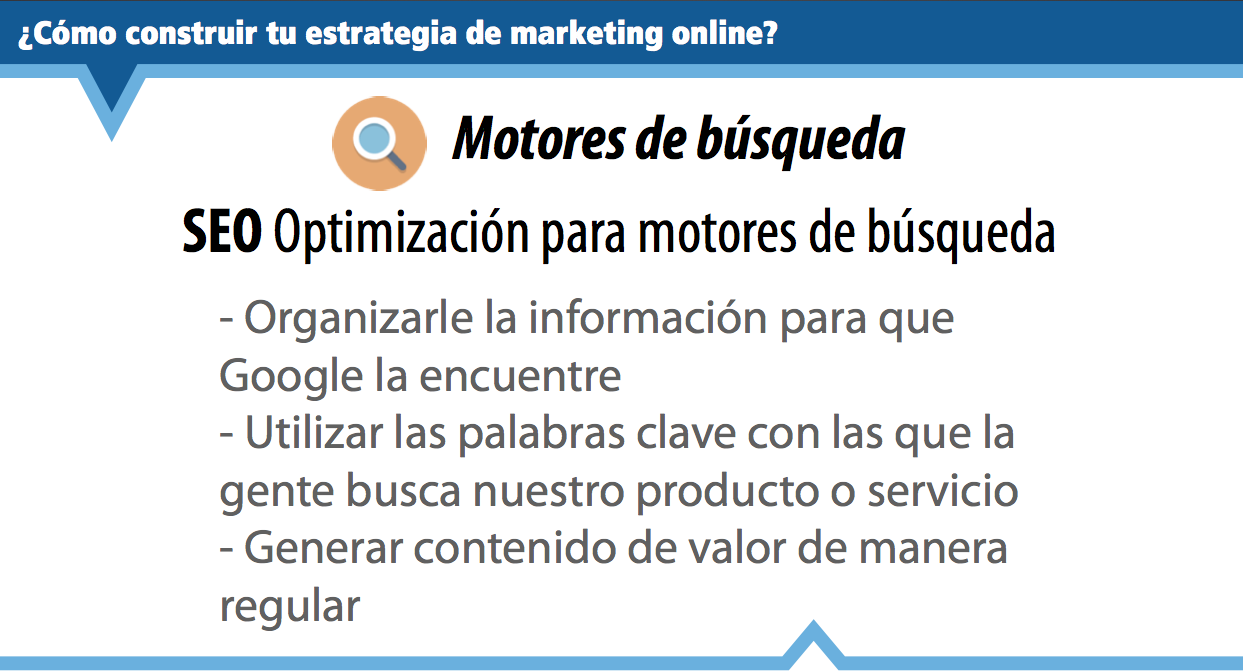 ¿Cómo construir tu estrategia de marketing online?
Motores de búsqueda
SEO Optimización para motores de búsqueda
- Organizarle la información para que
Google la encuentre
- Utilizar las palabras clave con las que la
gente busca nuestro producto o servicio
- Generar contenido de valor de manera
regular